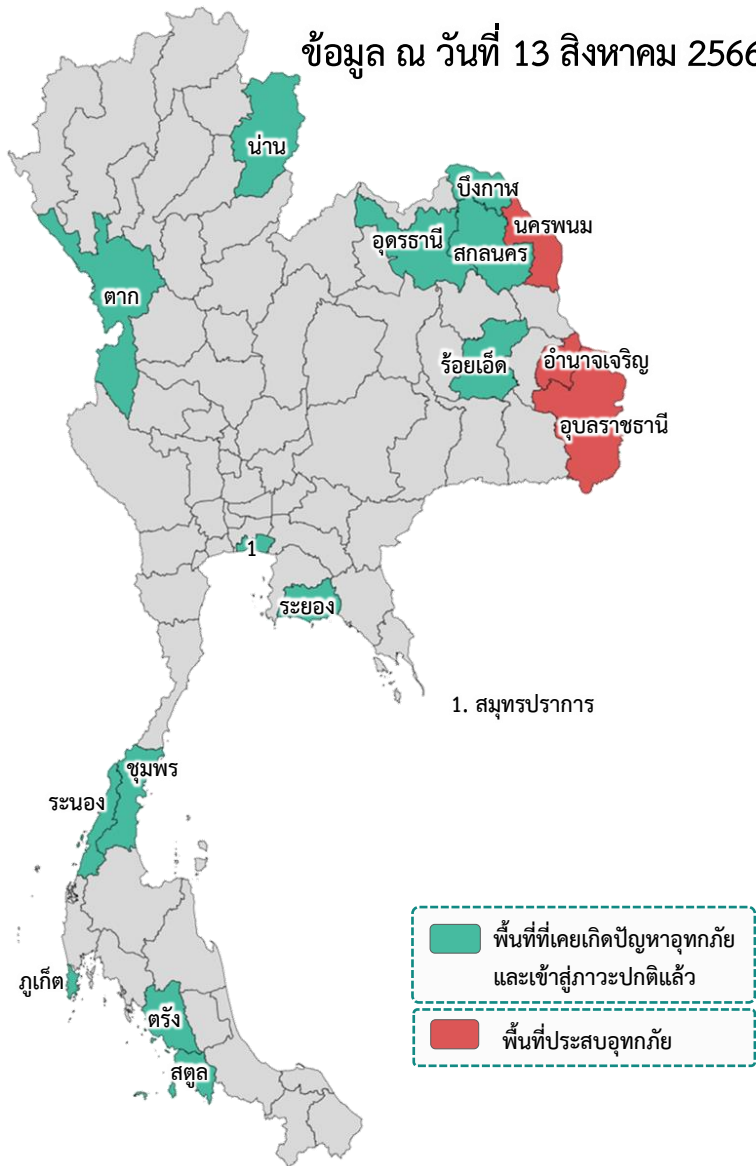 ข้อมูล ณ วันที่ 13 สิงหาคม 2566
น่าน
บึงกาฬ
นครพนม
อุดรธานี
สกลนคร
ตาก
ร้อยเอ็ด
อำนาจเจริญ
อุบลราชธานี
1
ระยอง
1. สมุทรปราการ
ชุมพร
ระนอง
ภูเก็ต
ตรัง
สตูล
พื้นที่ที่เคยเกิดปัญหาอุทกภัย
และเข้าสู่ภาวะปกติแล้ว
พื้นที่ประสบอุทกภัย